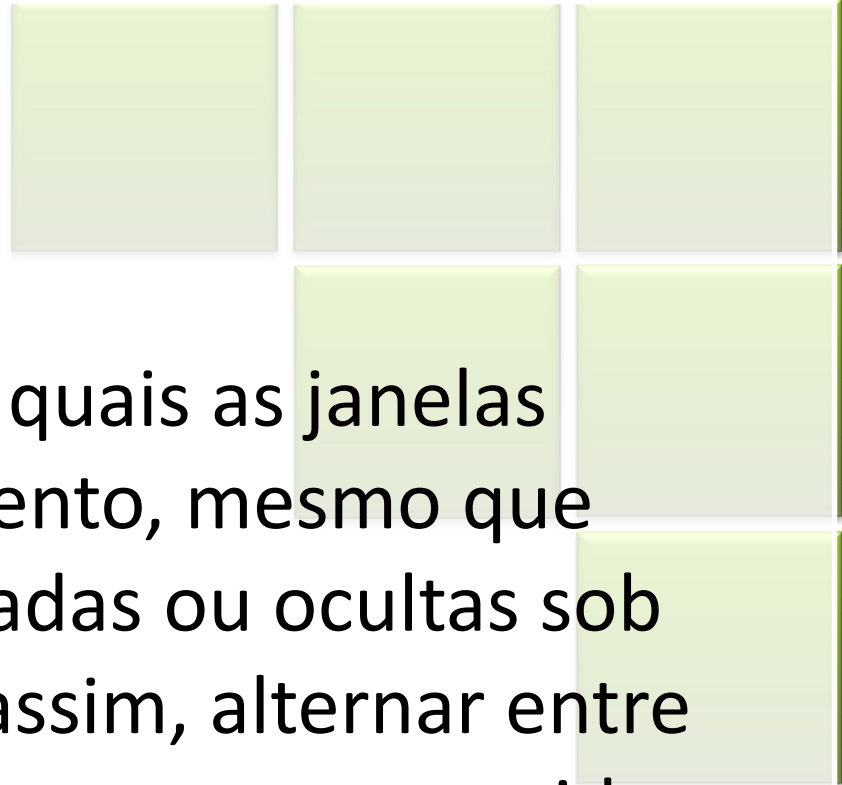 quais as janelas
ento, mesmo que
adas ou ocultas sob
assim, alternar entre